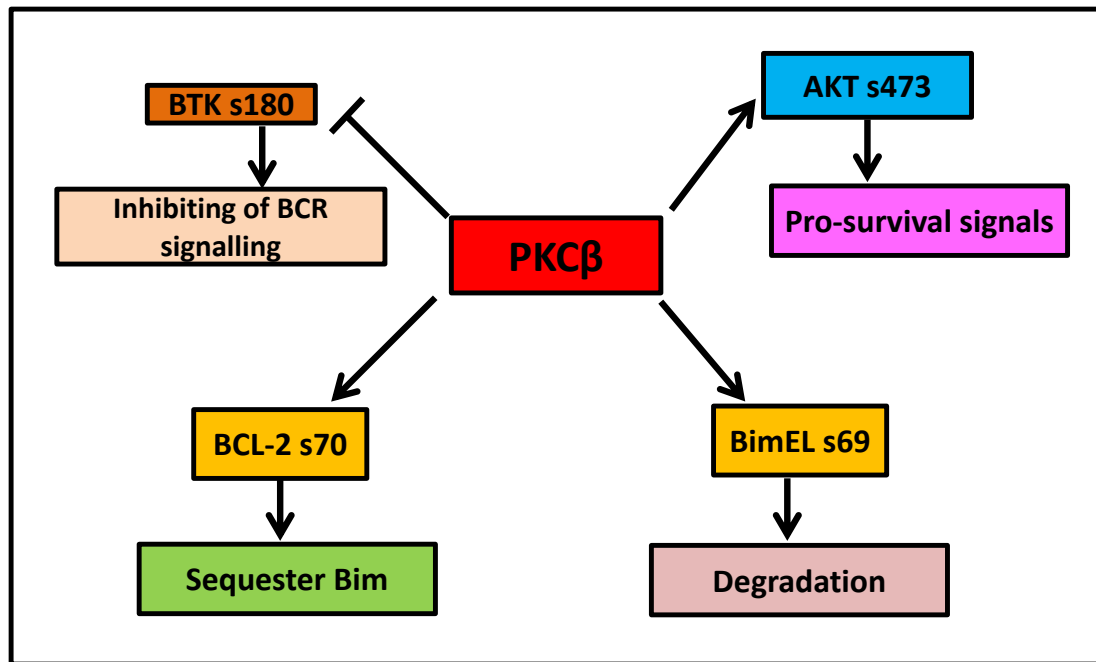 BTK s180
AKT s473
Inhibiting of BCR
signalling
Pro-survival signals
PKCβ
BCL-2 s70
BimEL s69
Sequester Bim
Degradation